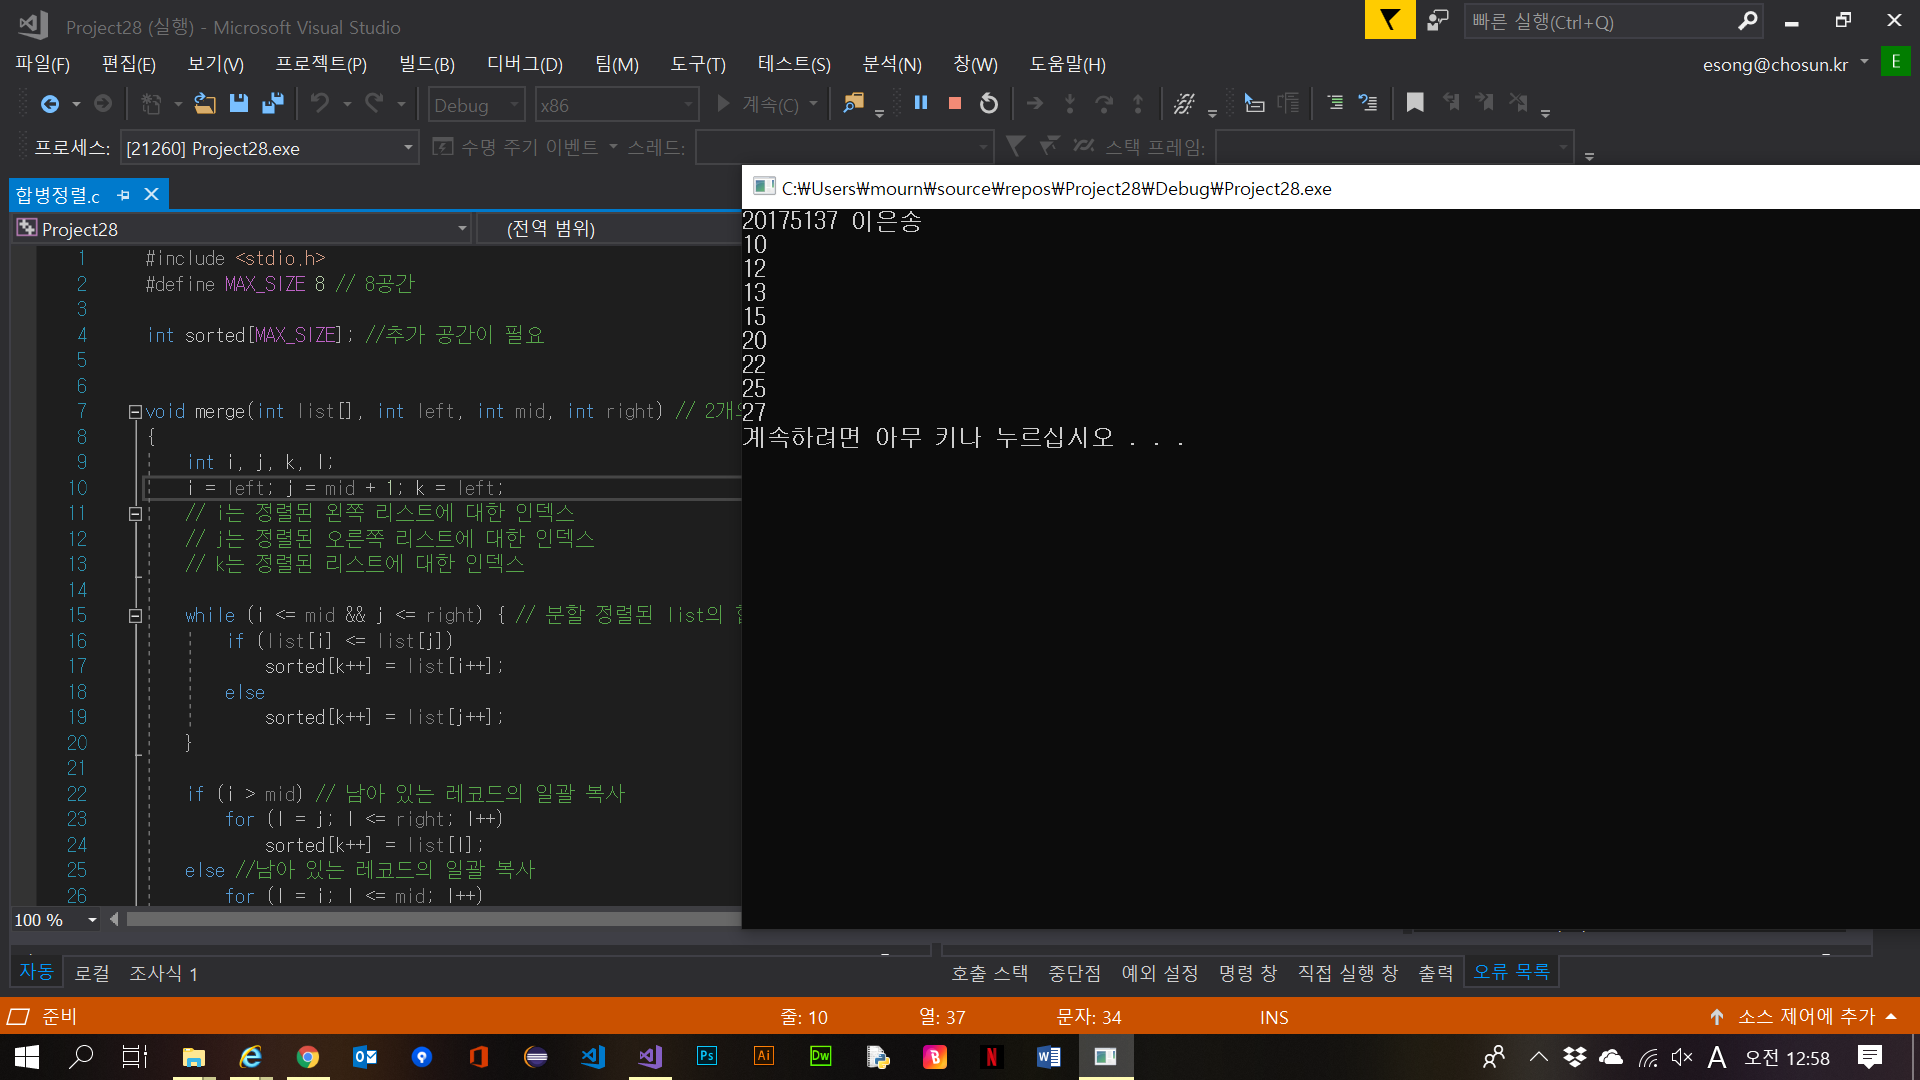 Project28 (실행) - Microsoft Visual Studio
빠른 실행(Ctrl+Q)
파일(F) 편집(E) 보기(V) 프로젝트(P) 빌드(B) 디버그(D) 팀(M) 도구(T) 테스트(S) 분석(N) 창(W) 도움말(H)
esong@chosun.kr E
Debug x86 계속(C)
프로세스: [21260] Project28.exe 수명 주기 이벤트 스레드: 스택 프레임:
합병정렬.c
Project28 (전역 범위)
1 #include <stdio.h>
2 #define MAX_SIZE 8 // 8공간
3
4 int sorted[MAX_SIZE]; //추가 공간이 필요
5
6
7 void merge(int list[], int left, int mid, int right) // 2개의
8 {
9 int i, j, k, l;
10 i = left; j = mid + 1; k = left;
11 // i는 정렬된 왼쪽 리스트에 대한 인덱스
12 // j는 정렬된 오른쪽 리스트에 대한 인덱스
13 // k는 정렬된 리스트에 대한 인덱스
14
15 while (i <= mid && j <= right) { // 분할 정렬된 list의
16 if (list[i] <= list[j])
17 sorted[k++] = list[i++];
18 else
19 sorted[k++] = list[j++];
20 }
21
22 if (i > mid) // 남아 있는 레코드의 일괄 복사
23 for (l = j; l <= right; l++)
24 sorted[k++] = list[l];
25 else //남아 있는 레코드의 일괄 복사
26 for (l = i; l <= mid; l++)
100 %
C:₩Users₩mourn₩source₩repos₩Project28₩Debug₩Project28.exe
20175137 이은송
10
12
13
15
20
22
25
27
계속하려면 아무 키나 누르십시오 . . .
자동 로컬 조사식 1
호출 스택 중단점 예외 설정 명령 창 직접 실행 창 출력 오류 목록
준비 줄: 10 열: 37 문자: 34 INS 소스 제어에 추가
Ps Ai Dw B N A 오전 12:58